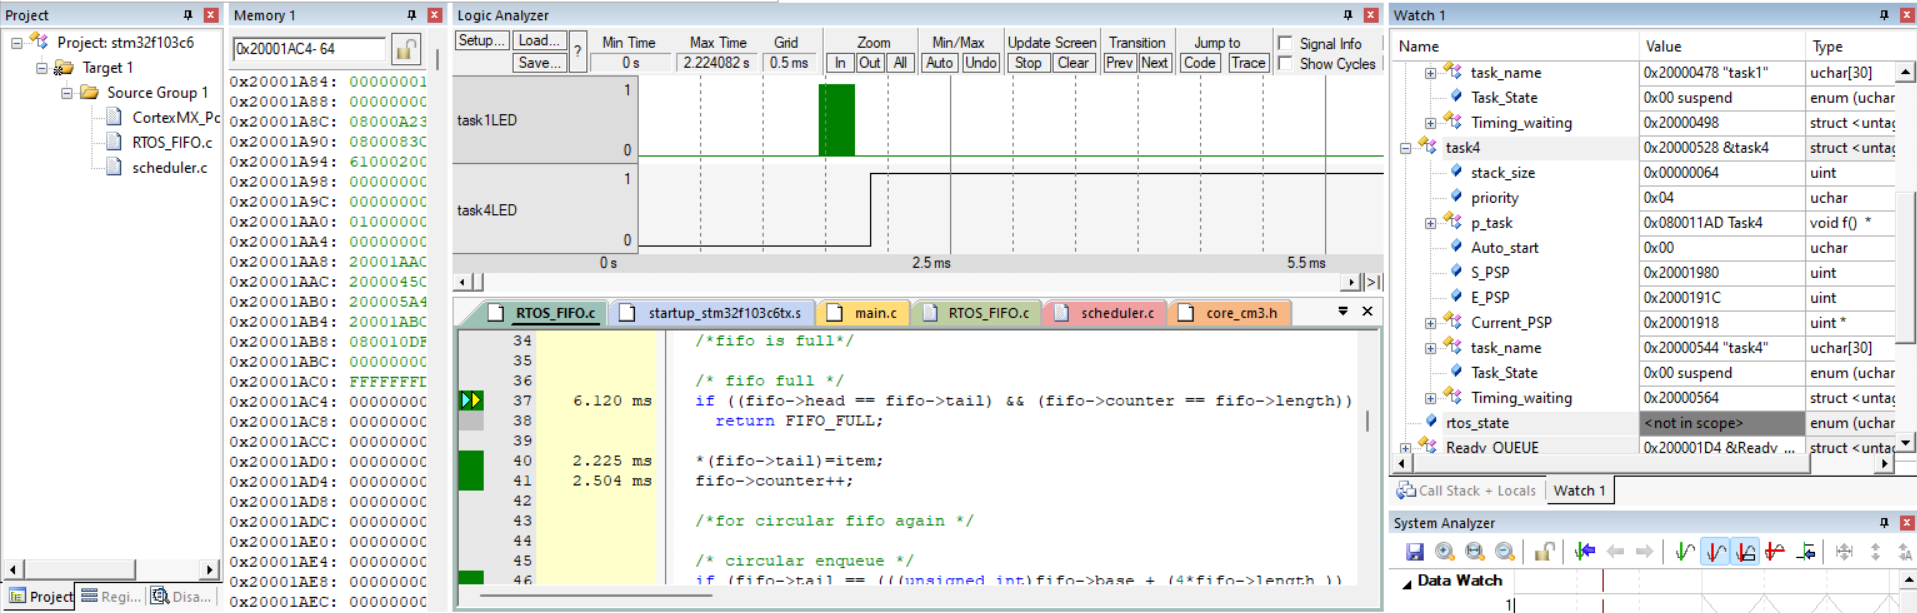 Project
Project: stm32f103c6
Target 1
Source Group 1
CortexMX_Po
RTOS_FIFO.c
scheduler.c
Project
Regi...
Disa...
Memory 1
0x20001AC4- 64
0x20001A84: 00000001
0x20001A88: 00000000
0x20001A8C: 08000A23
0x20001A90: 0800083C
0x20001A94: 61000200
0x20001A98: 00000000
0x20001A9C: 00000000
0x20001AA0: 01000000
0x20001AA4: 00000000
0x20001AA8: 20001AAC
0x20001AAC: 2000045C
0x20001AB0: 200005A4
0x20001AB4: 20001ABC
0x20001AB8: 080010DF
0x20001ABC: 00000000
0x20001AC0: FFFFFFFD
0x20001AC4: 00000000
0x20001AC8: 00000000
0x20001ACC: 00000000
0x20001AD0: 00000000
0x20001AD4: 00000000
0x20001AD8: 00000000
0x20001ADC: 00000000
0x20001AE0: 00000000
0x20001AE4: 00000000
0x20001AE8: 00000000
0x20001AEC: 00000000
Logic Analyzer
Setup... Load... ? Min Time Max Time Grid Zoom Min/Max Update Screen Transition Jump to Signal Info
Save... 0 s 2.224082 s 0.5 ms In Out All Auto Undo Stop Clear Prev Next Code Trace Show Cycles
1
task1LED
0
1
task4LED
0
0 s 2.5 ms 5.5 ms
RTOS_FIFO.c startup_stm32f103c6tx.s main.c RTOS_FIFO.c scheduler.c core_cm3.h
34 /*fifo is full*/
35
36 /* fifo full */
37 6.120 ms if ((fifo->head == fifo->tail) && (fifo->counter == fifo->length))
38 return FIFO_FULL;
39
40 2.225 ms *(fifo->tail)=item;
41 2.504 ms fifo->counter++;
42
43 /*for circular fifo again */
44
45 /* circular enqueue */
46 if (fifo->tail == (((unsigned int)fifo->base + (4*fifo->length ))
Watch 1
Name Value Type
task_name 0x20000478 "task1" uchar[30]
Task_State 0x00 suspend enum (uchar
Timing_waiting 0x20000498 struct <untag
task4 0x20000528 &task4 struct <untag
stack_size 0x00000064 uint
priority 0x04 uchar
p_task 0x080011AD Task4 void f() *
Auto_start 0x00 uchar
S_PSP 0x20001980 uint
E_PSP 0x2000191C uint
Current_PSP 0x20001918 uint *
task_name 0x20000544 "task4" uchar[30]
Task_State 0x00 suspend enum (uchar
Timing_waiting 0x20000564 struct <untag
rtos_state <not in scope> enum (uchar
Ready_QUEUE 0x200001D4 &Ready_... struct <untag
Call Stack + Locals Watch 1
System Analyzer
Data Watch
1